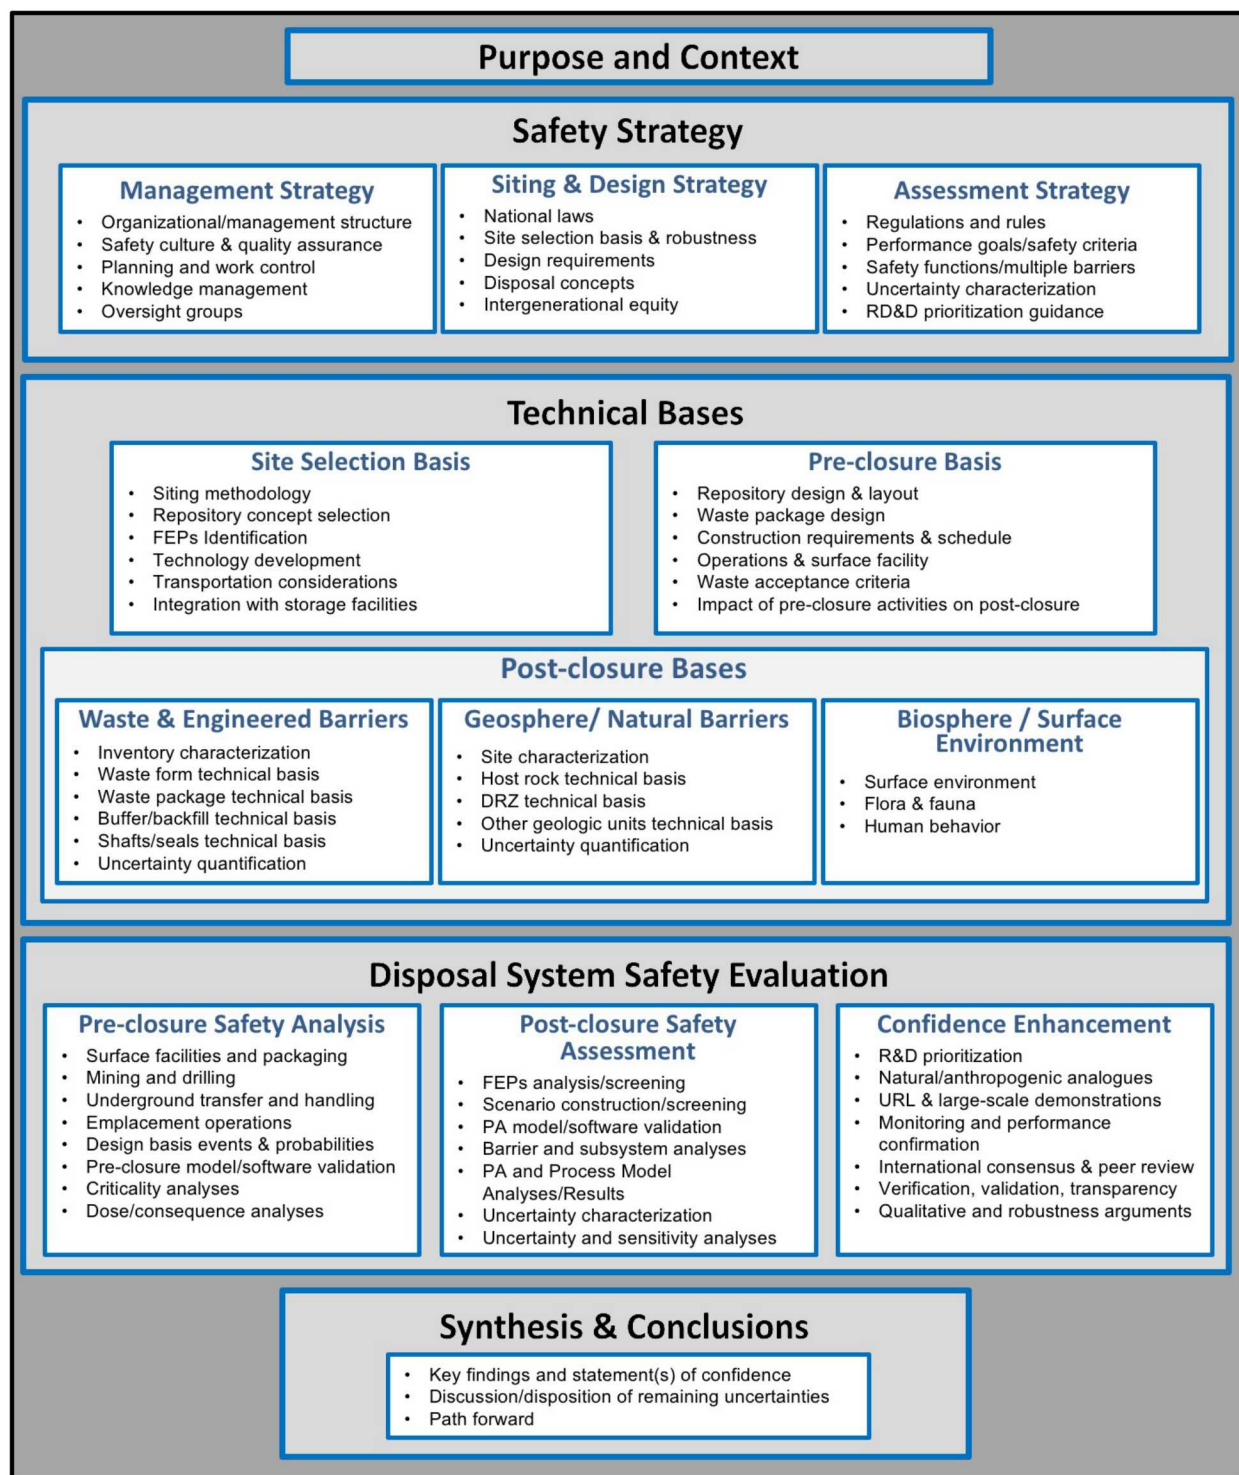 Purpose and Context
Safety Strategy
Management Strategy
• Organizational/management structure
• Safety culture & quality assurance
• Planning and work control
• Knowledge management
• Oversight groups
Siting & Design Strategy
• National laws
• Site selection basis & robustness
• Design requirements
• Disposal concepts
• Intergenerational equity
Assessment Strategy
• Regulations and rules
• Performance goals/safety criteria
• Safety functions/multiple barriers
• Uncertainty characterization
• RD&D prioritization guidance
Technical Bases
Site Selection Basis
• Siting methodology
• Repository concept selection
• FEPs Identification
• Technology development
• Transportation considerations
• Integration with storage facilities
Pre-closure Basis
• Repository design & layout
• Waste package design
• Construction requirements & schedule
• Operations & surface facility
• Waste acceptance criteria
• Impact of pre-closure activities on post-closure
Post-closure Bases
Waste & Engineered Barriers
• Inventory characterization
• Waste form technical basis
• Waste package technical basis
• Buffer/backfill technical basis
• Shafts/seals technical basis
• Uncertainty quantification
Geosphere/ Natural Barriers
• Site characterization
• Host rock technical basis
• DRZ technical basis
• Other geologic units technical basis
• Uncertainty quantification
Biosphere / Surface
Environment
• Surface environment
• Flora & fauna
• Human behavior
Disposal System Safety Evaluation
Pre-closure Safety Analysis
• Surface facilities and packaging
• Mining and drilling
• Underground transfer and handling
• Emplacement operations
• Design basis events & probabilities
• Pre-closure model/software validation
• Criticality analyses
• Dose/consequence analyses
Post-closure Safety
Assessment
• FEPs analysis/screening
• Scenario construction/screening
• PA model/software validation
• Barrier and subsystem analyses
• PA and Process Model
Analyses/Results
• Uncertainty characterization
• Uncertainty and sensitivity analyses
Confidence Enhancement
• R&D prioritization
• Natural/anthropogenic analogues
• URL & large-scale demonstrations
• Monitoring and performance
confirmation
• International consensus & peer review
• Verification, validation, transparency
• Qualitative and robustness arguments
Synthesis & Conclusions
• Key findings and statement(s) of confidence
• Discussion/disposition of remaining uncertainties
• Path forward